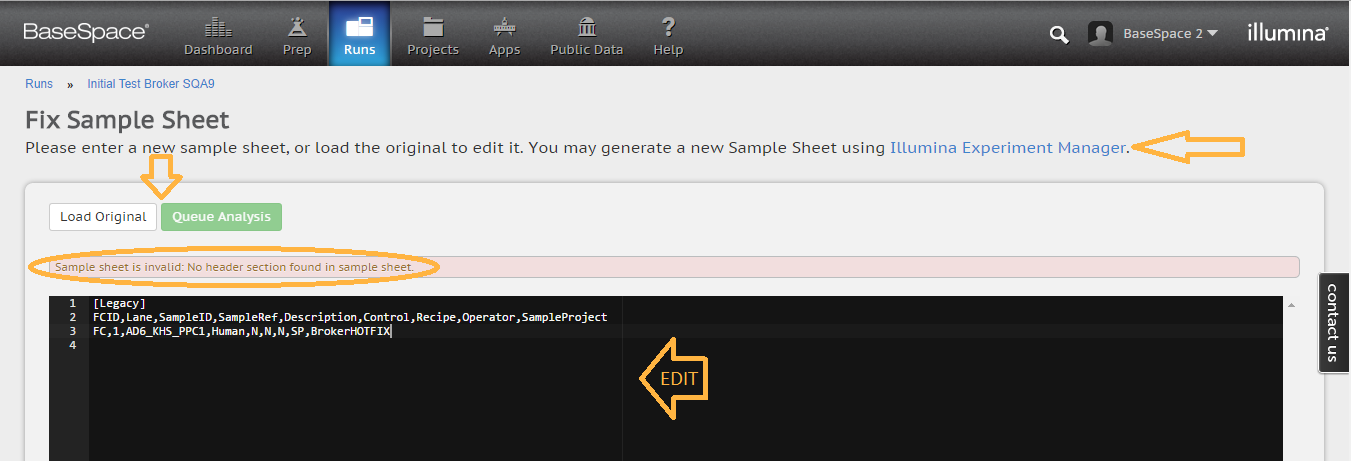 BaseSpace®
Dashboard Prep Runs Projects Apps Public Data Help
BaseSpace 2
illumina®
Runs » Initial Test Broker SQA9
Fix Sample Sheet
Please enter a new sample sheet, or load the original to edit it. You may generate a new Sample Sheet using Illumina Experiment Manager.
Load Original Queue Analysis
Sample sheet is invalid: No header section found in sample sheet.
1 [Legacy]
2 FCID,Lane,SampleID,SampleRef,Description,Control,Recipe,Operator,SampleProject
3 FC,1,AD6_KHS_PPC1,Human,N,N,N,SP,BrokerHOTFIX
4
EDIT
contact us